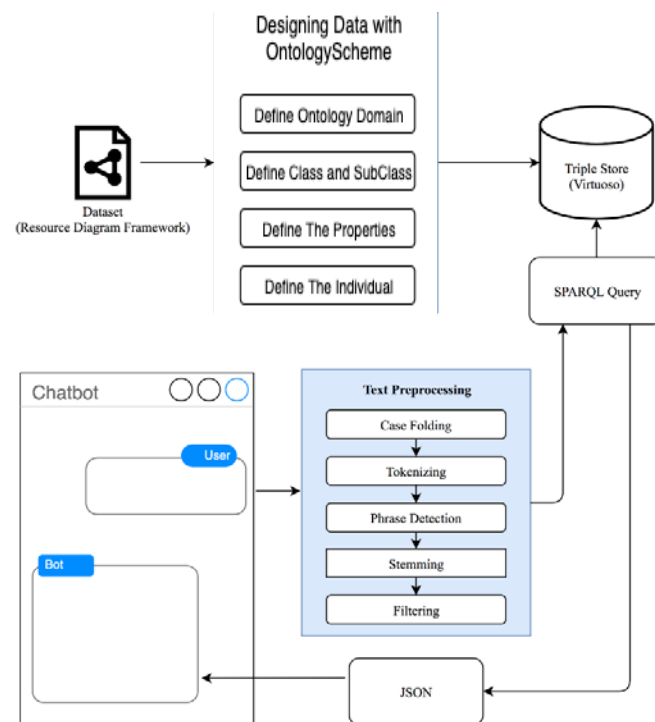 Designing Data with
OntologyScheme
Define Ontology Domain
Define Class and SubClass
Define The Properties
Define The Individual
Dataset
(Resource Diagram Framework)
Triple Store
(Virtuoso)
SPARQL Query
Chatbot
User
Bot
Text Preprocessing
Case Folding
Tokenizing
Phrase Detection
Stemming
Filtering
JSON